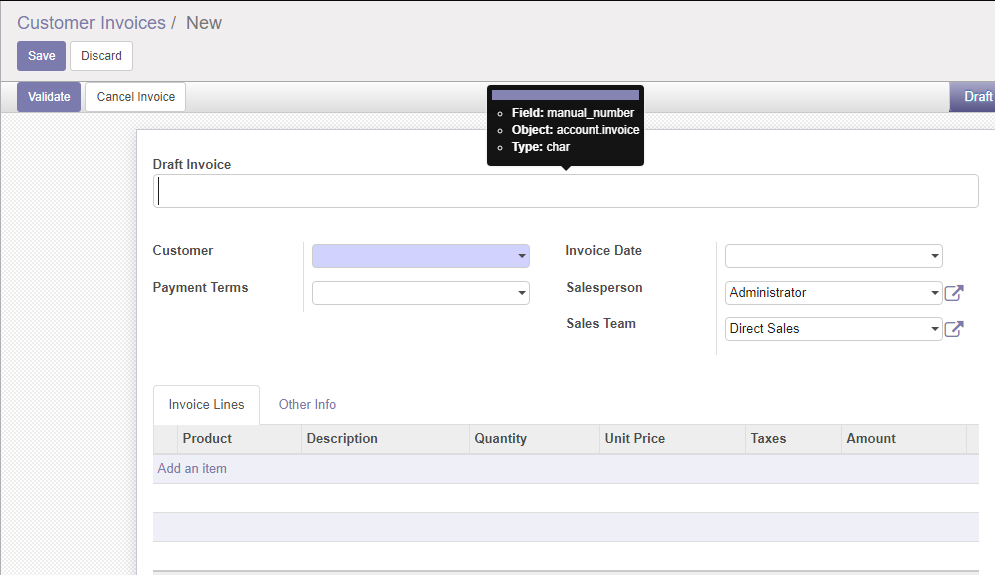 Customer Invoices / New
Save Discard
Validate Cancel Invoice Draft
Field: manual_number
Object: account.invoice
Type: char
Draft Invoice
Customer Invoice Date
Payment Terms Salesperson Administrator
Sales Team Direct Sales
Invoice Lines Other Info
Product Description Quantity Unit Price Taxes Amount
Add an item